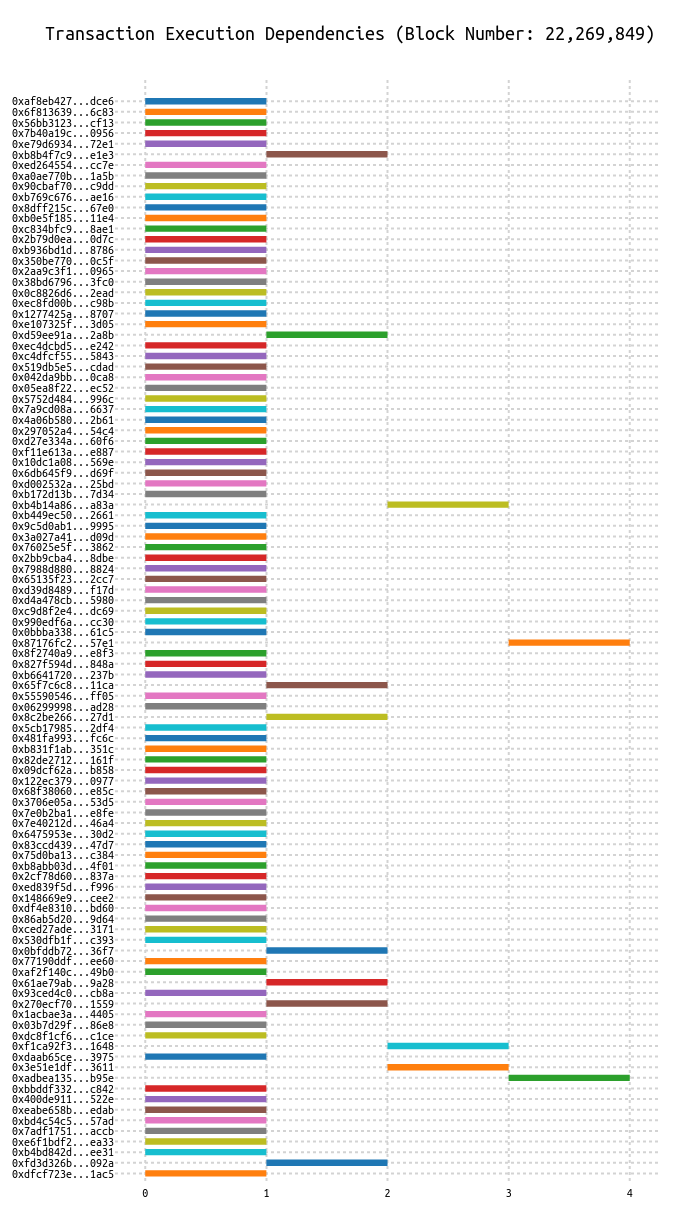 Transaction Execution Dependencies (Block Number: 22,269,849)
0xaf8eb427...dce6
0x6f813639...6c83
0x56bb3123...cf13
0x7b40a19c...0956
0xe79d6934...72e1
0xb8b4f7c9...e1e3
0xed264554...cc7e
0xa0ae770b...1a5b
0x90cbaf70...c9dd
0xb769c676...ae16
0x8dff215c...67e0
0xb0e5f185...11e4
0xc834bfc9...8ae1
0x2b79d0ea...0d7c
0xb936bd1d...8786
0x350be770...0c5f
0x2aa9c3f1...0965
0x38bd6796...3fc0
0x0c8826d6...2ead
0xec8fd00b...c98b
0x1277425a...8707
0xe107325f...3d05
0xd59ee91a...2a8b
0xec4dcbd5...e242
0xc4dfcf55...5843
0x519db5e5...cdad
0x042da9bb...0ca8
0x05ea8f22...ec52
0x5752d484...996c
0x7a9cd08a...6637
0x4a06b580...2b61
0x297052a4...54c4
0xd27e334a...60f6
0xf11e613a...e887
0x10dc1a08...569e
0x6db645f9...d69f
0xd002532a...25bd
0xb172d13b...7d34
0xb4b14a86...a83a
0xb449ec50...2661
0x9c5d0ab1...9995
0x3a027a41...d09d
0x76025e5f...3862
0x2bb9cba4...8dbe
0x7988d880...8824
0x65135f23...2cc7
0xd39d8489...f17d
0xd4a478cb...5980
0xc9d8f2e4...dc69
0x990edf6a...cc30
0x0bbba338...61c5
0x87176fc2...57e1
0x8f2740a9...e8f3
0x827f594d...848a
0xb6641720...237b
0x65f7c6c8...11ca
0x55590546...ff05
0x06299998...ad28
0x8c2be266...27d1
0x5cb17985...2df4
0x481fa993...fc6c
0xb831f1ab...351c
0x82de2712...161f
0x09dcf62a...b858
0x122ec379...0977
0x68f38060...e85c
0x3706e05a...53d5
0x7e0b2ba1...e8fe
0x7e40212d...46a4
0x6475953e...30d2
0x83ccd439...47d7
0x75d0ba13...c384
0xb8abb03d...4f01
0x2cf78d60...837a
0xed839f5d...f996
0x148669e9...cee2
0xdf4e8310...bd60
0x86ab5d20...9d64
0xced27ade...3171
0x530dfb1f...c393
0x0bfddb72...36f7
0x77190ddf...ee60
0xaf2f140c...49b0
0x61ae79ab...9a28
0x93ced4c0...cb8a
0x270ecf70...1559
0x1acbae3a...4405
0x03b7d29f...86e8
0xdc8f1cf6...c1ce
0xf1ca92f3...1648
0xdaab65ce...3975
0x3e51e1df...3611
0xadbea135...b95e
0xbbddf332...c842
0x400de911...522e
0xeabe658b...edab
0xbd4c54c5...57ad
0x7adf1751...accb
0xe6f1bdf2...ea33
0xb4bd842d...ee31
0xfd3d326b...092a
0xdfcf723e...1ac5
0 1 2 3 4